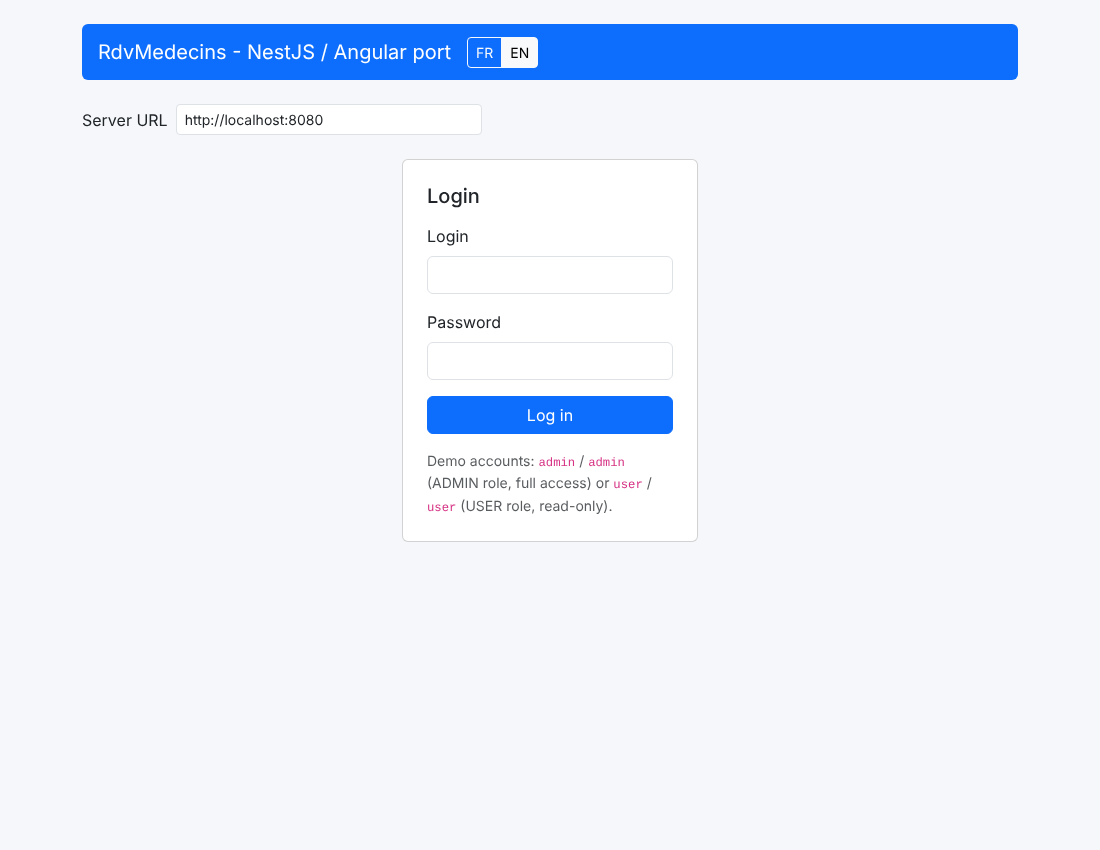 RdvMedecins - NestJS / Angular port FR EN
Server URL http://localhost:8080
Login
Login
Password
Log in
Demo accounts: admin / admin
(ADMIN role, full access) or user /
user (USER role, read-only).